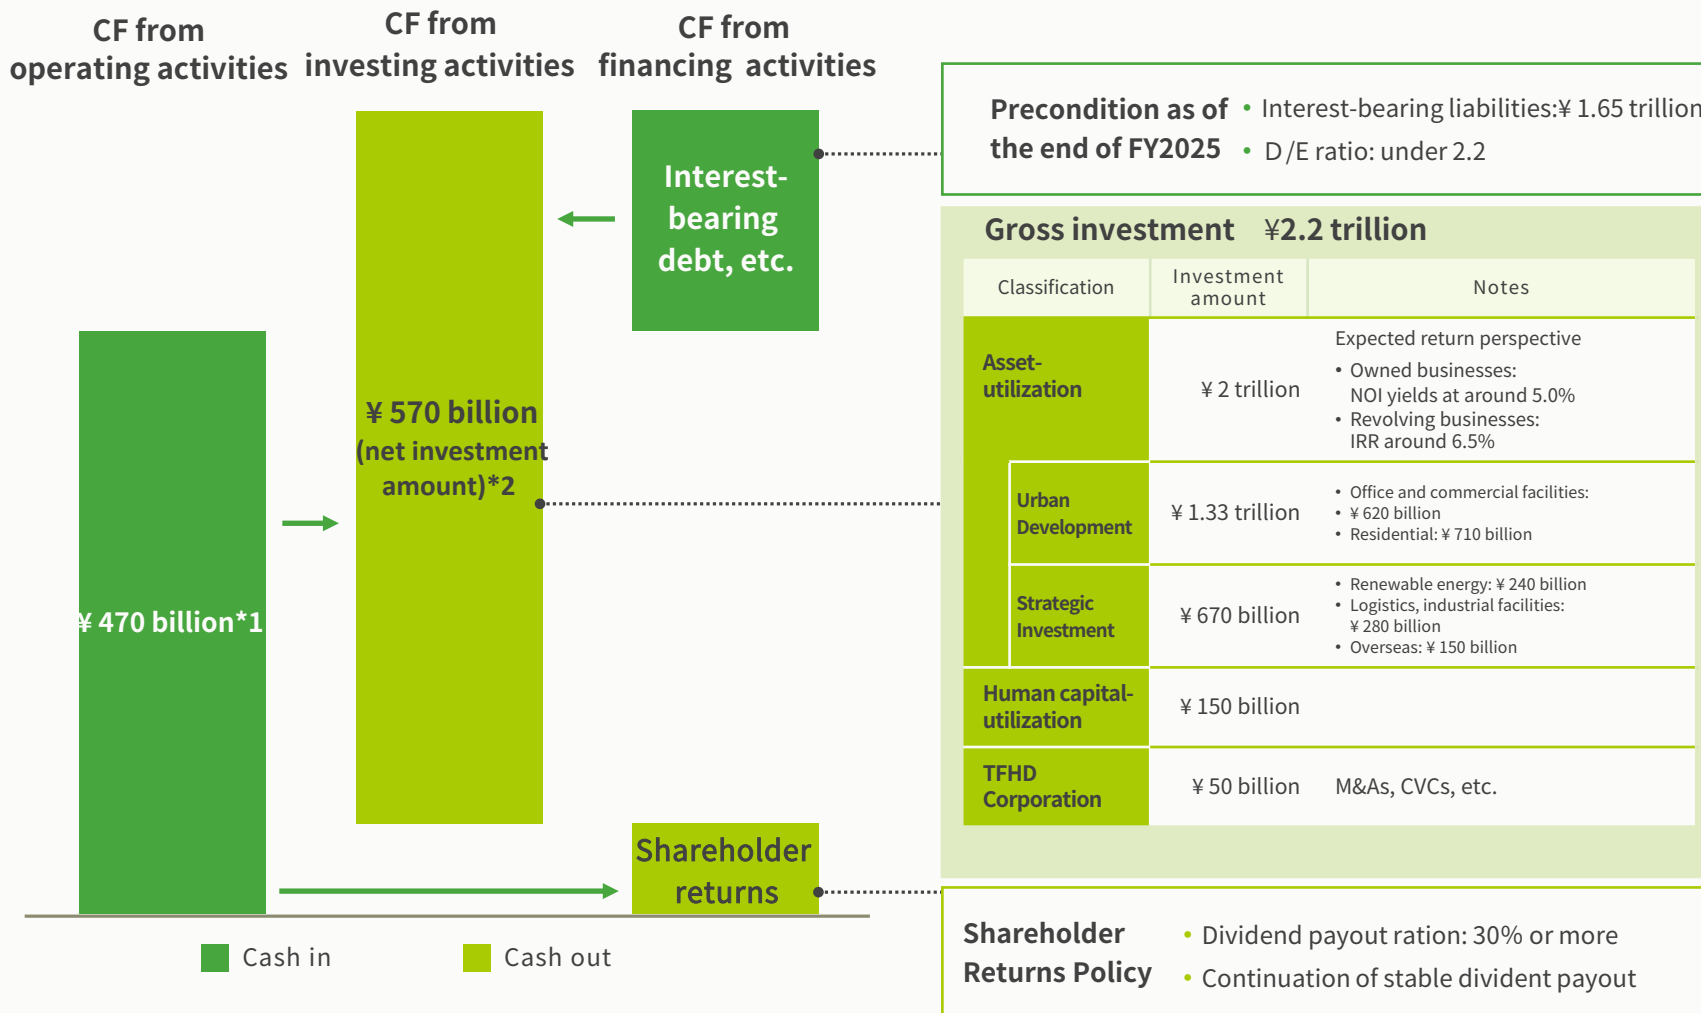 CF from
operating activities
CF from
investing activities
CF from
financing activities
Interest-
bearing
debt, etc.
¥ 570 billion
(net investment
amount)*2
¥ 470 billion*1
Shareholder
returns
Cash in
Cash out
Precondition as of
the end of FY2025
• Interest-bearing liabilities:¥ 1.65 trillion
• D/E ratio: under 2.2
Gross investment ¥2.2 trillion
Classification
Investment
amount
Notes
Asset-
utilization
¥ 2 trillion
Expected return perspective
• Owned businesses:
NOI yields at around 5.0%
• Revolving businesses:
IRR around 6.5%
Urban
Development
¥ 1.33 trillion
• Office and commercial facilities:
• ¥ 620 billion
• Residential: ¥ 710 billion
Strategic
Investment
¥ 670 billion
• Renewable energy: ¥ 240 billion
• Logistics, industrial facilities:
¥ 280 billion
• Overseas: ¥ 150 billion
Human capital-
utilization
¥ 150 billion
TFHD
Corporation
¥ 50 billion
M&As, CVCs, etc.
Shareholder
Returns Policy
• Dividend payout ration: 30% or more
• Continuation of stable divident payout